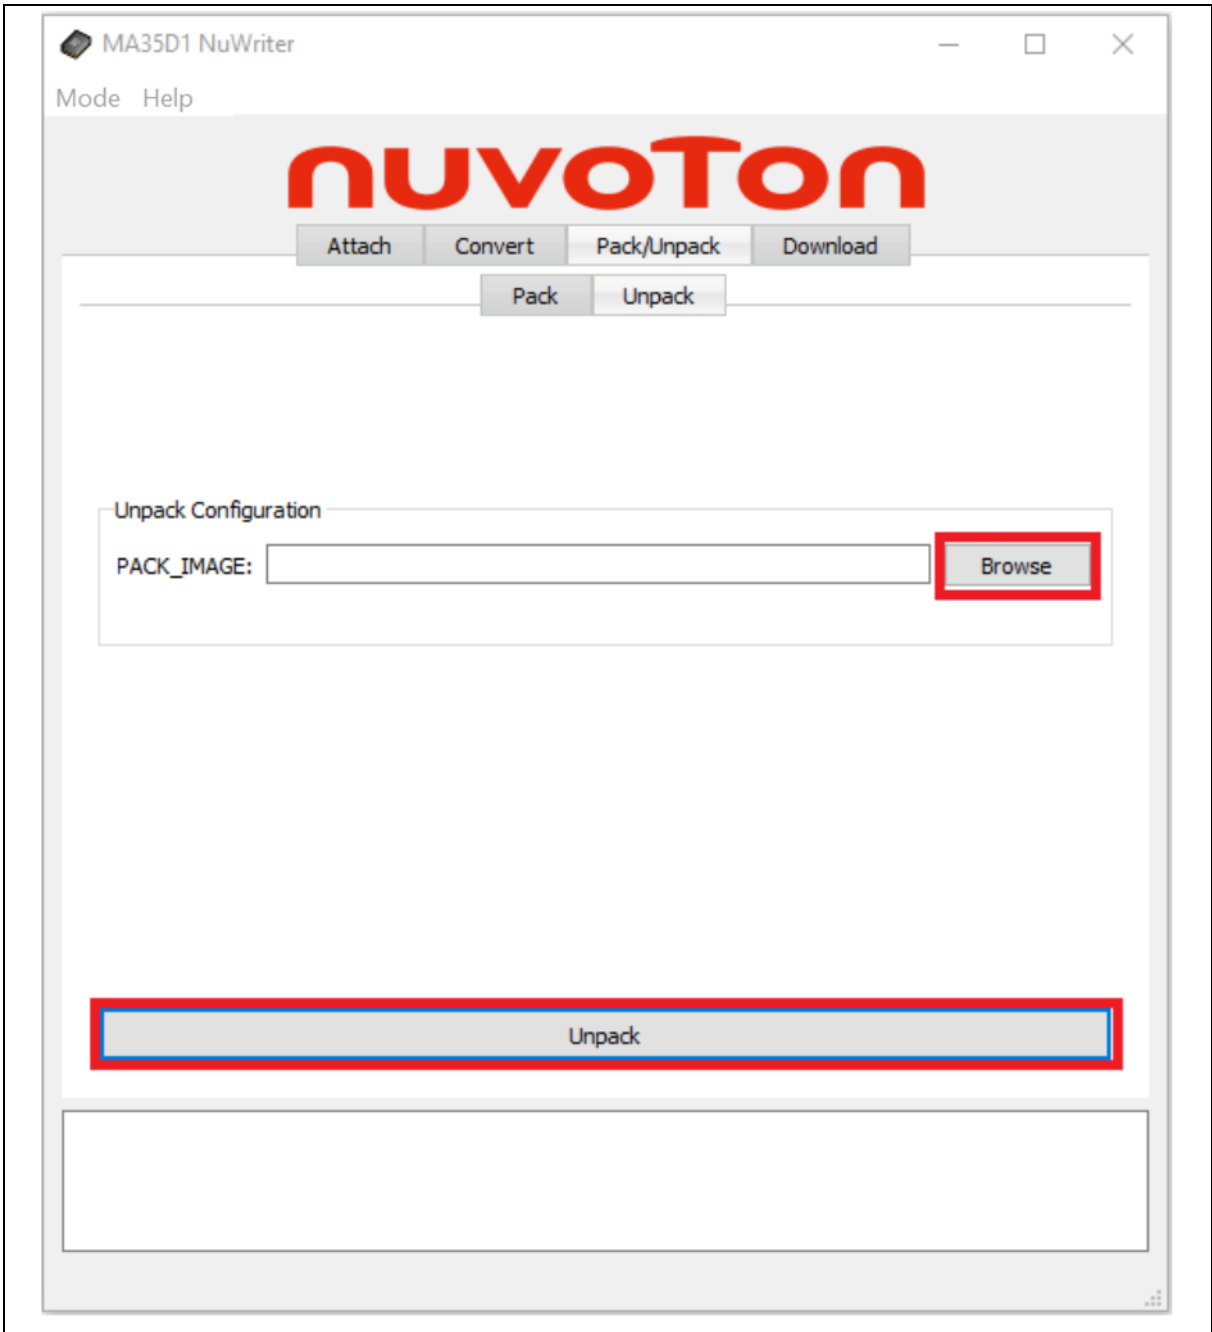 MA35D1 NuWriter
Mode Help
nuvoTon
Attach Convert Pack/Unpack Download
Pack Unpack
Unpack Configuration
PACK_IMAGE: Browse
Unpack